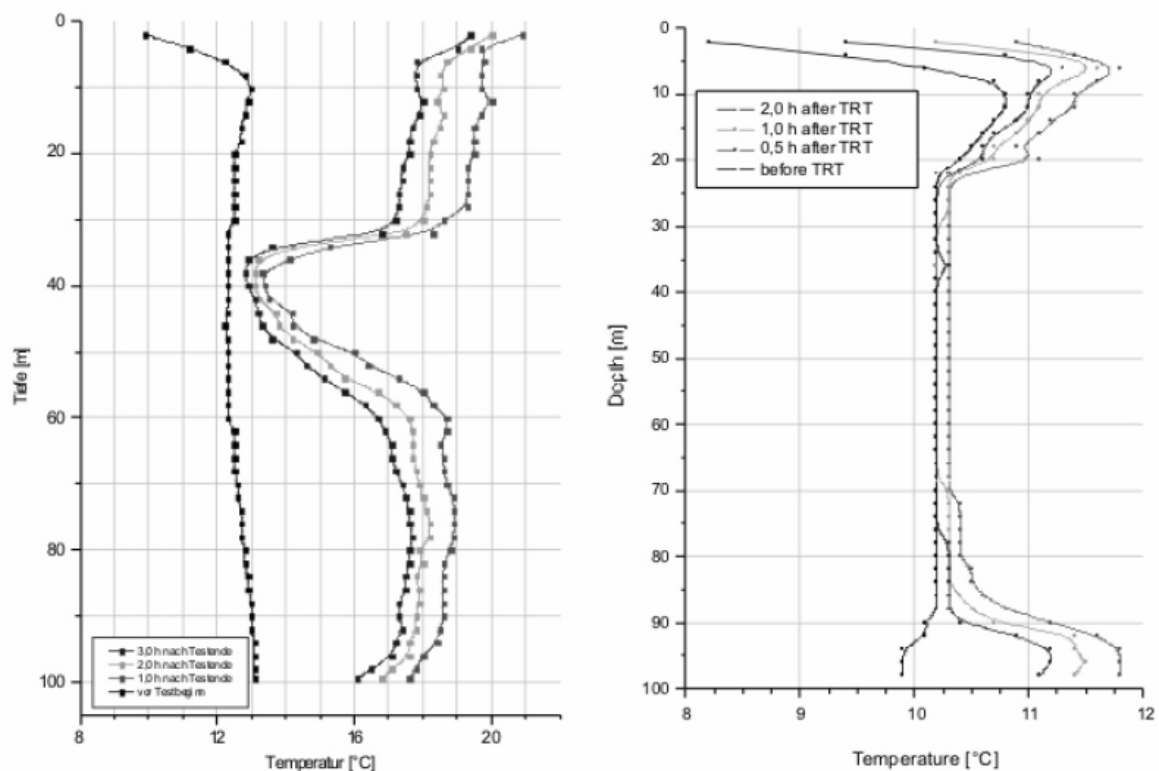 0
20
40
60
80
100
Tiefe [m]
3,0 h nach Testende
2,0 h nach Testende
1,0 h nach Testende
vor Testbeginn
8
12
16
20
Temperatur [°C]
0
10
20
30
40
50
60
70
80
90
100
Depth [m]
2,0 h after TRT
1,0 h after TRT
0,5 h after TRT
before TRT
8
9
10
11
12
Temperature [°C]